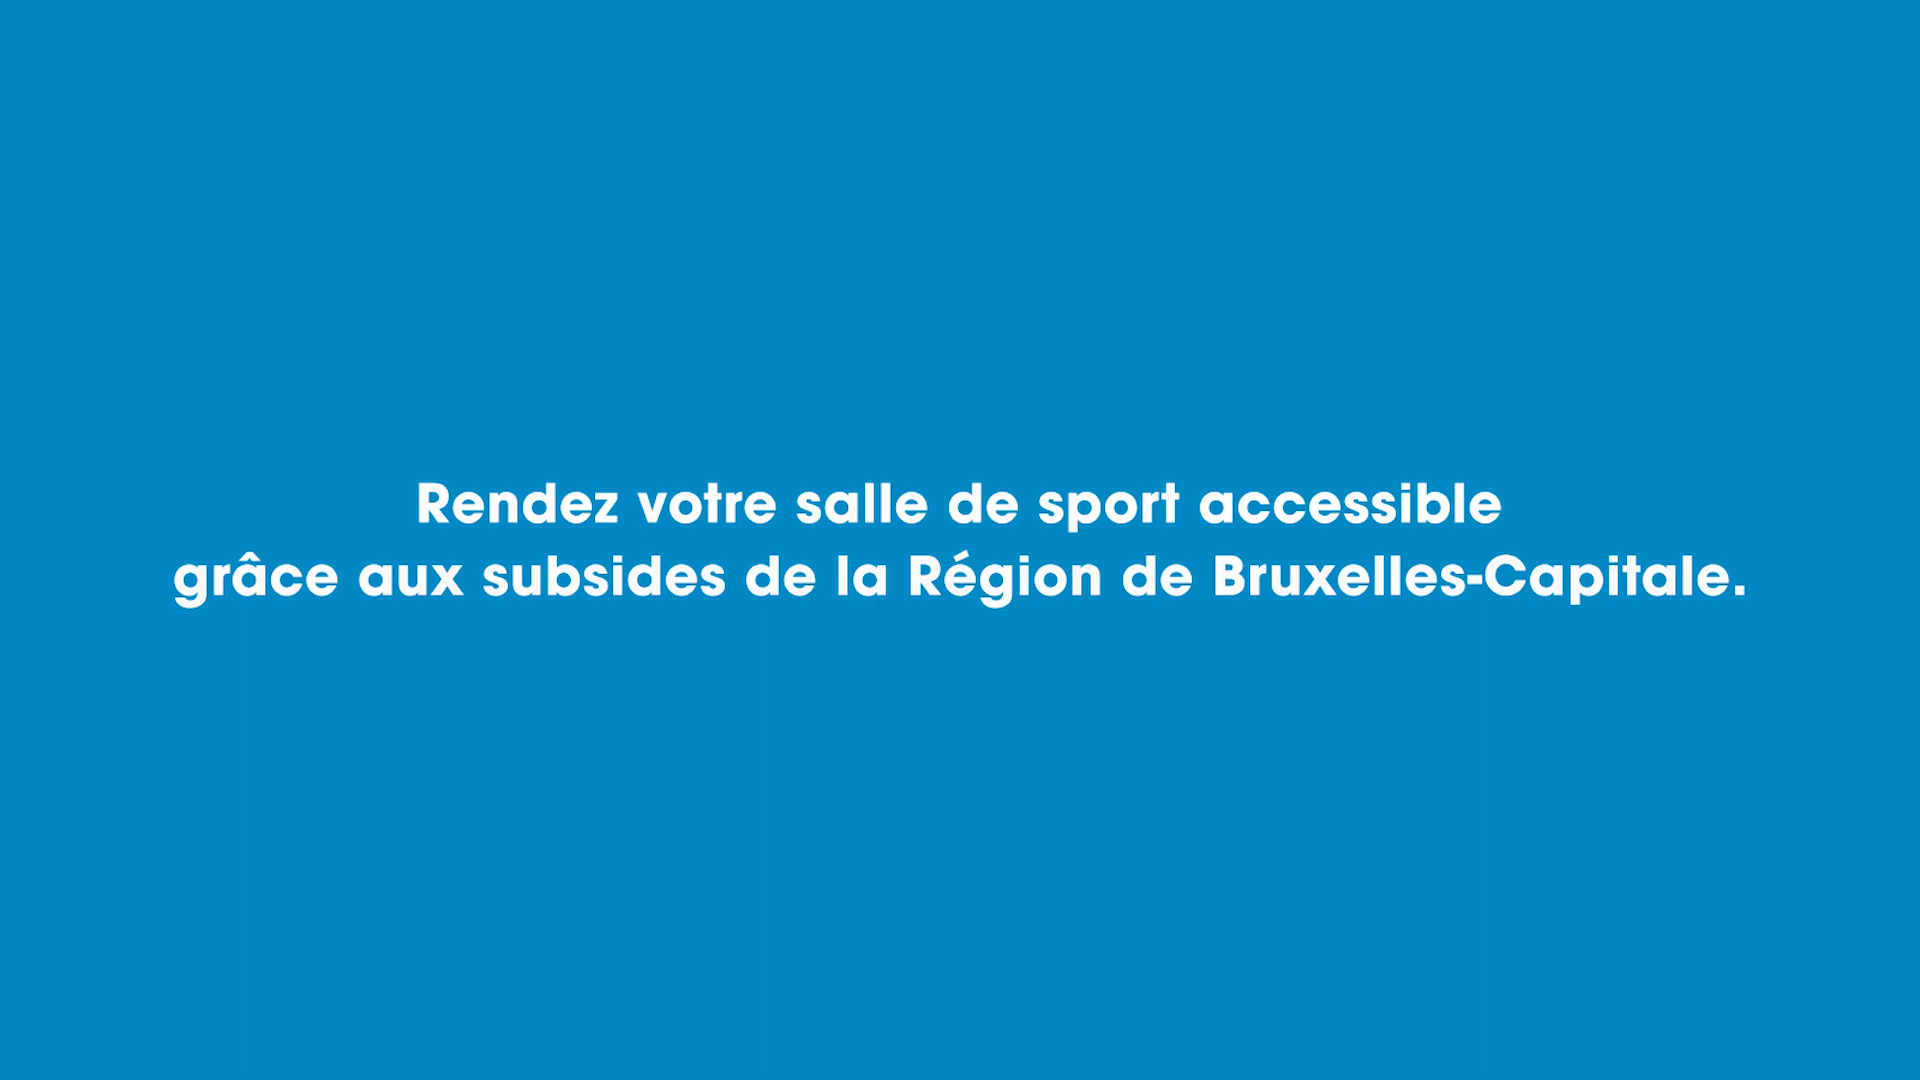 Rendez votre salle de sport accessible
grâce aux subsides de la Région de Bruxelles-Capitale.